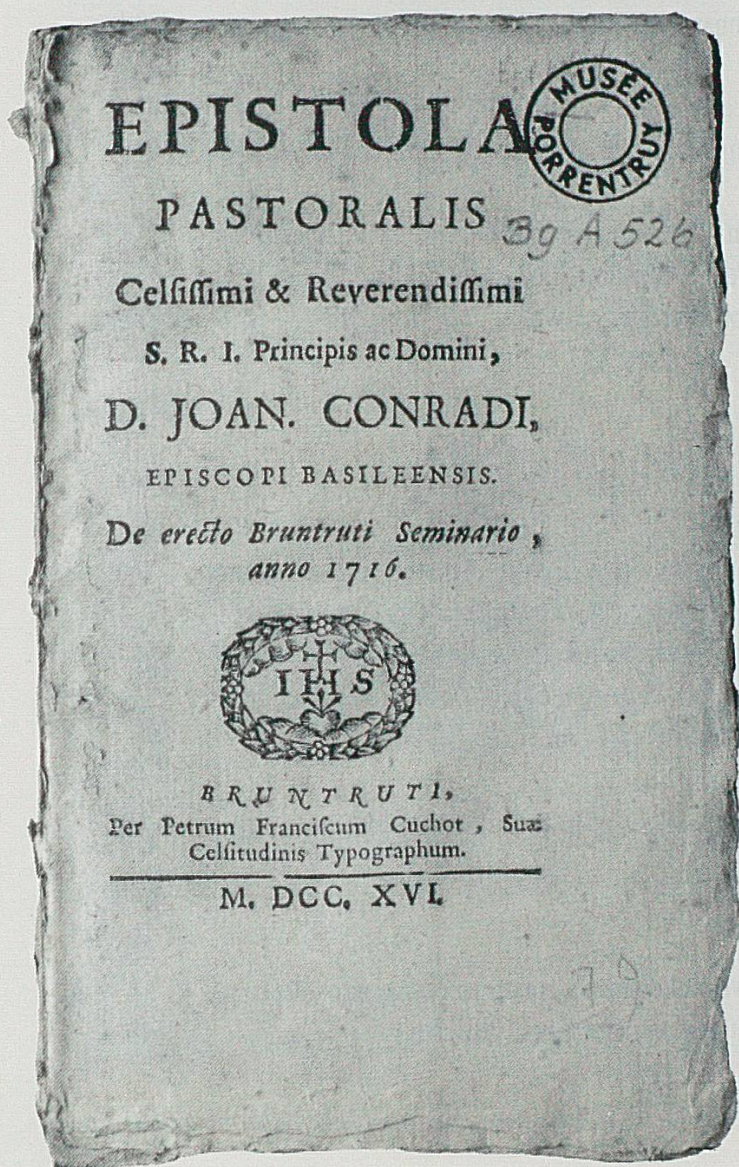 EPISTOLA
MUSÉE PORRENTRUY
PASTORALIS
Bg A 526
Celſiſſimi & Reverendiſſimi
S. R. I. Principis ac Domini,
D. JOAN. CONRADI,
EPISCOPI BASILEENSIS.
De erecto Bruntruti Seminario,
anno 1716.
IHS
BRUNTRUTI,
Per Petrum Franciſcum Cuchot, Suæ
Celſitudinis Typographum.
M. DCC. XVI.